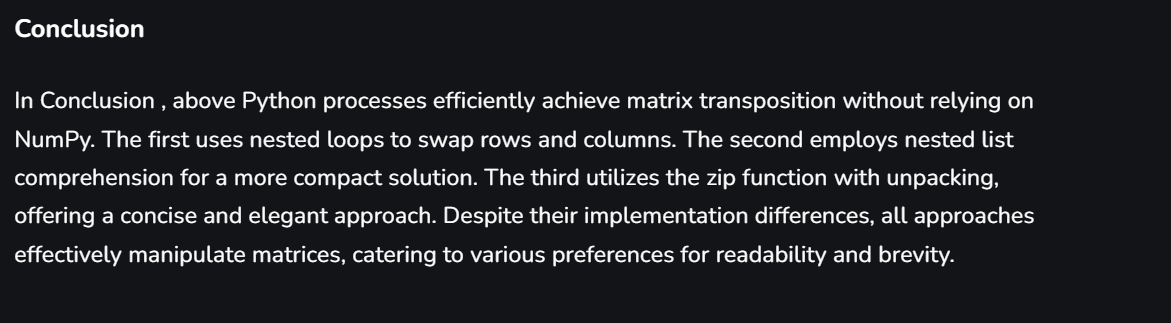 Conclusion
In Conclusion , above Python processes efficiently achieve matrix transposition without relying on
NumPy. The first uses nested loops to swap rows and columns. The second employs nested list
comprehension for a more compact solution. The third utilizes the zip function with unpacking,
offering a concise and elegant approach. Despite their implementation differences, all approaches
effectively manipulate matrices, catering to various preferences for readability and brevity.